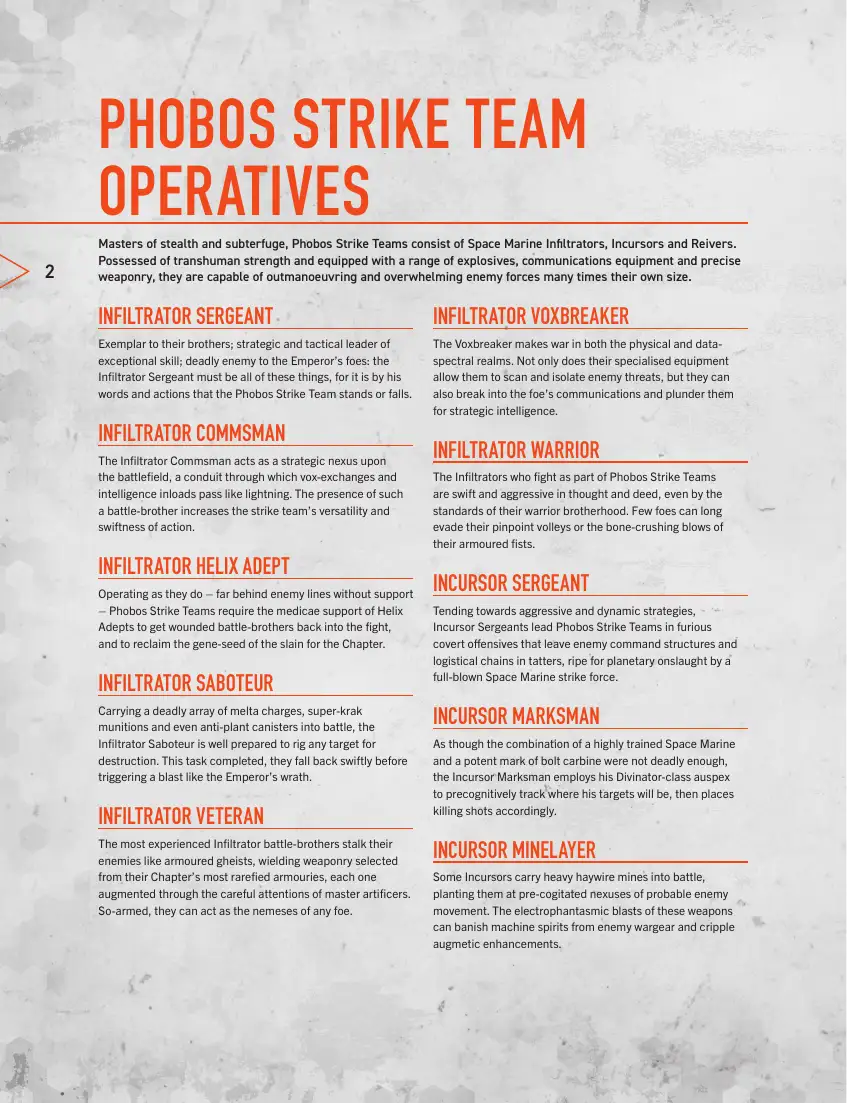 PHOBOS STRIKE TEAM
OPERATIVES
Masters of stealth and subterfuge, Phobos Strike Teams consist of Space Marine Infiltrators, Incursors and Reivers.
Possessed of transhuman strength and equipped with a range of explosives, communications equipment and precise
weaponry, they are capable of outmanoeuvring and overwhelming enemy forces many times their own size.
2
INFILTRATOR SERGEANT
Exemplar to their brothers; strategic and tactical leader of
exceptional skill; deadly enemy to the Emperor's foes: the
Infiltrator Sergeant must be all of these things, for it is by his
words and actions that the Phobos Strike Team stands or falls.
INFILTRATOR COMMSMAN
The Infiltrator Commsman acts as a strategic nexus upon
the battlefield, a conduit through which vox-exchanges and
intelligence inloads pass like lightning. The presence of such
a battle-brother increases the strike team's versatility and
swiftness of action.
INFILTRATOR HELIX ADEPT
Operating as they do – far behind enemy lines without support
– Phobos Strike Teams require the medicae support of Helix
Adepts to get wounded battle-brothers back into the fight,
and to reclaim the gene-seed of the slain for the Chapter.
INFILTRATOR SABOTEUR
Carrying a deadly array of melta charges, super-krak
munitions and even anti-plant canisters into battle, the
Infiltrator Saboteur is well prepared to rig any target for
destruction. This task completed, they fall back swiftly before
triggering a blast like the Emperor's wrath.
INFILTRATOR VETERAN
The most experienced Infiltrator battle-brothers stalk their
enemies like armoured gheists, wielding weaponry selected
from their Chapter's most rarefied armouries, each one
augmented through the careful attentions of master artificers.
So-armed, they can act as the nemeses of any foe.
INFILTRATOR VOXBREAKER
The Voxbreaker makes war in both the physical and data-
spectral realms. Not only does their specialised equipment
allow them to scan and isolate enemy threats, but they can
also break into the foe's communications and plunder them
for strategic intelligence.
INFILTRATOR WARRIOR
The Infiltrators who fight as part of Phobos Strike Teams
are swift and aggressive in thought and deed, even by the
standards of their warrior brotherhood. Few foes can long
evade their pinpoint volleys or the bone-crushing blows of
their armoured fists.
INCURSOR SERGEANT
Tending towards aggressive and dynamic strategies,
Incursor Sergeants lead Phobos Strike Teams in furious
covert offensives that leave enemy command structures and
logistical chains in tatters, ripe for planetary onslaught by a
full-blown Space Marine strike force.
INCURSOR MARKSMAN
As though the combination of a highly trained Space Marine
and a potent mark of bolt carbine were not deadly enough,
the Incursor Marksman employs his Divinator-class auspex
to precognitively track where his targets will be, then places
killing shots accordingly.
INCURSOR MINELAYER
Some Incursors carry heavy haywire mines into battle,
planting them at pre-cogitated nexuses of probable enemy
movement. The electrophantasmic blasts of these weapons
can banish machine spirits from enemy wargear and cripple
augmetic enhancements.